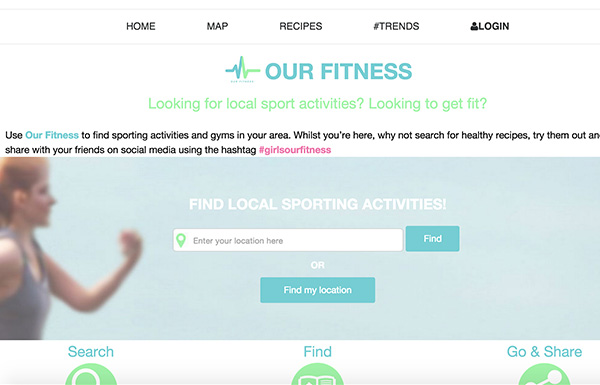 HOME MAP RECIPES #TRENDS LOGIN
OUR FITNESS
Looking for local sport activities? Looking to get fit?
Use Our Fitness to find sporting activities and gyms in your area. Whilst you're here, why not search for healthy recipes, try them out and
share with your friends on social media using the hashtag #girlsourfitness
FIND LOCAL SPORTING ACTIVITIES!
Enter your location here Find
OR
Find my location
Search Find Go & Share